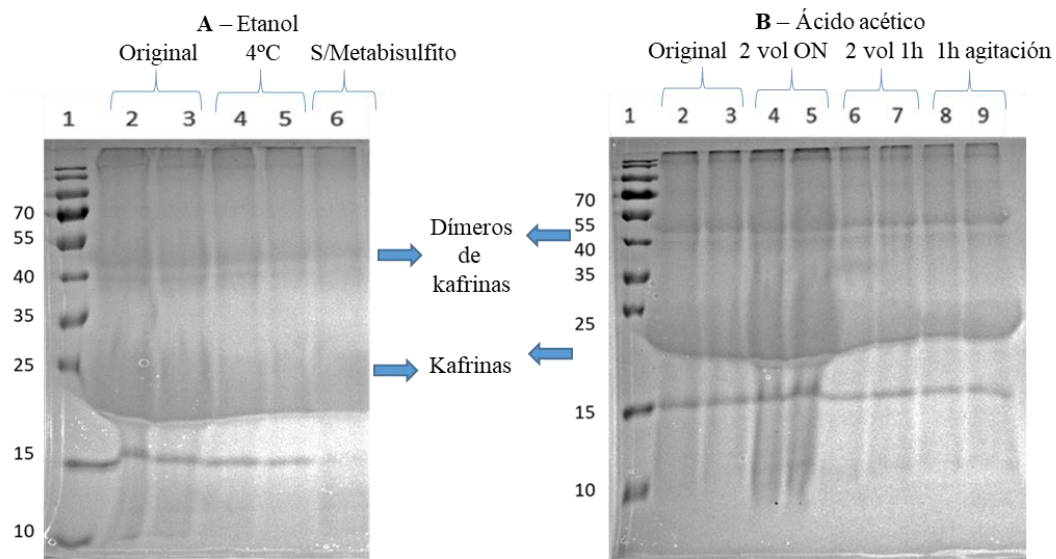 A – Etanol
Original 4ºC S/Metabisulfito
1 2 3 4 5 6
70
55
40
35
25
15
10
Dímeros
de
kafrinas
Kafrinas
B – Ácido acético
Original 2 vol ON 2 vol 1h 1h agitación
1 2 3 4 5 6 7 8 9
70
55
40
35
25
15
10